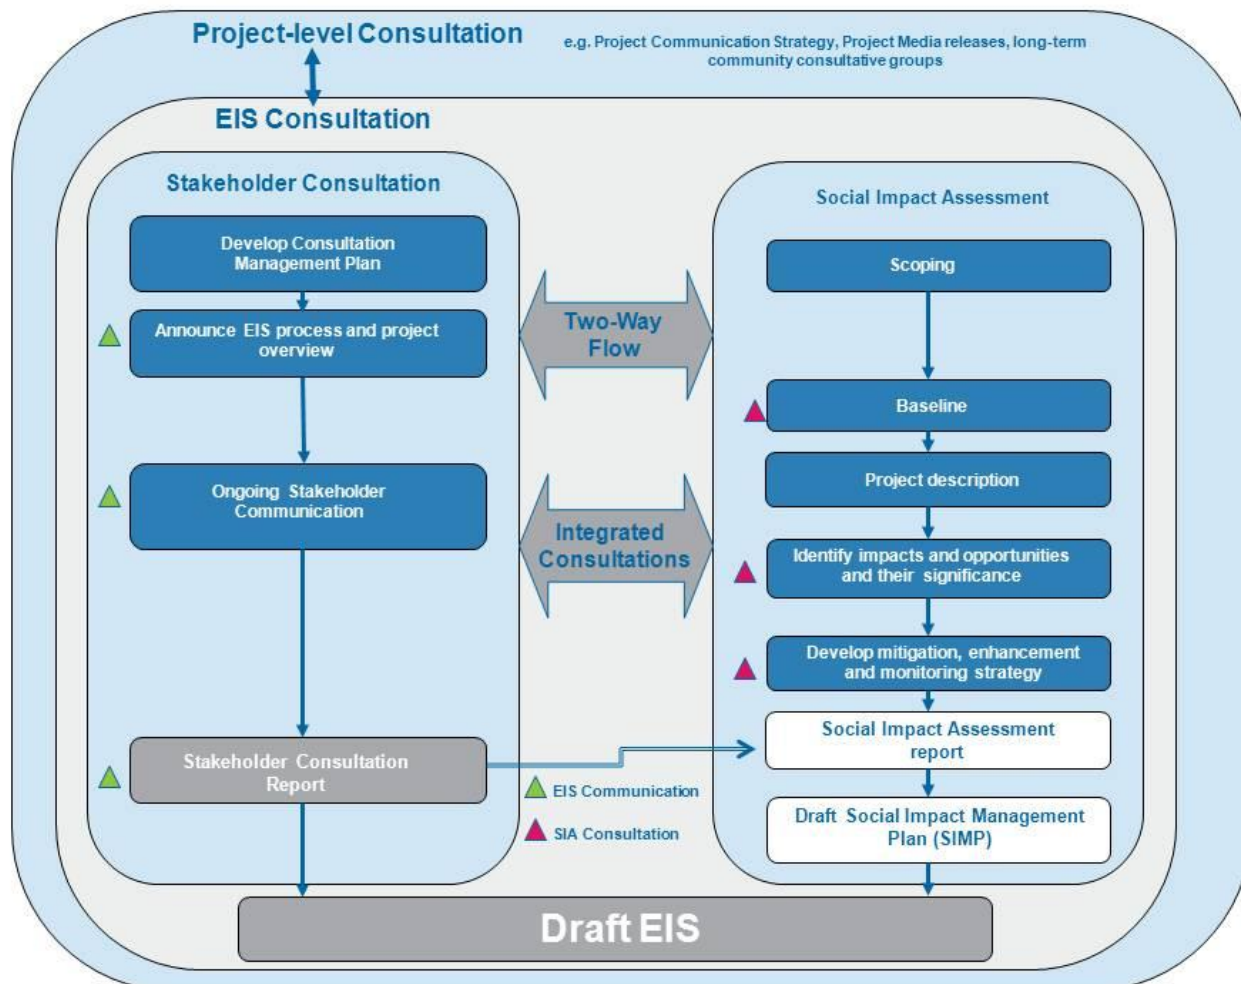 Project-level Consultation
e.g. Project Communication Strategy, Project Media releases, long-term
community consultative groups
EIS Consultation
Stakeholder Consultation
Develop Consultation
Management Plan
Announce EIS process and project
overview
Ongoing Stakeholder
Communication
Stakeholder Consultation
Report
Two-Way
Flow
Integrated
Consultations
EIS Communication
SIA Consultation
Social Impact Assessment
Scoping
Baseline
Project description
Identify impacts and opportunities
and their significance
Develop mitigation, enhancement
and monitoring strategy
Social Impact Assessment
report
Draft Social Impact Management
Plan (SIMP)
Draft EIS